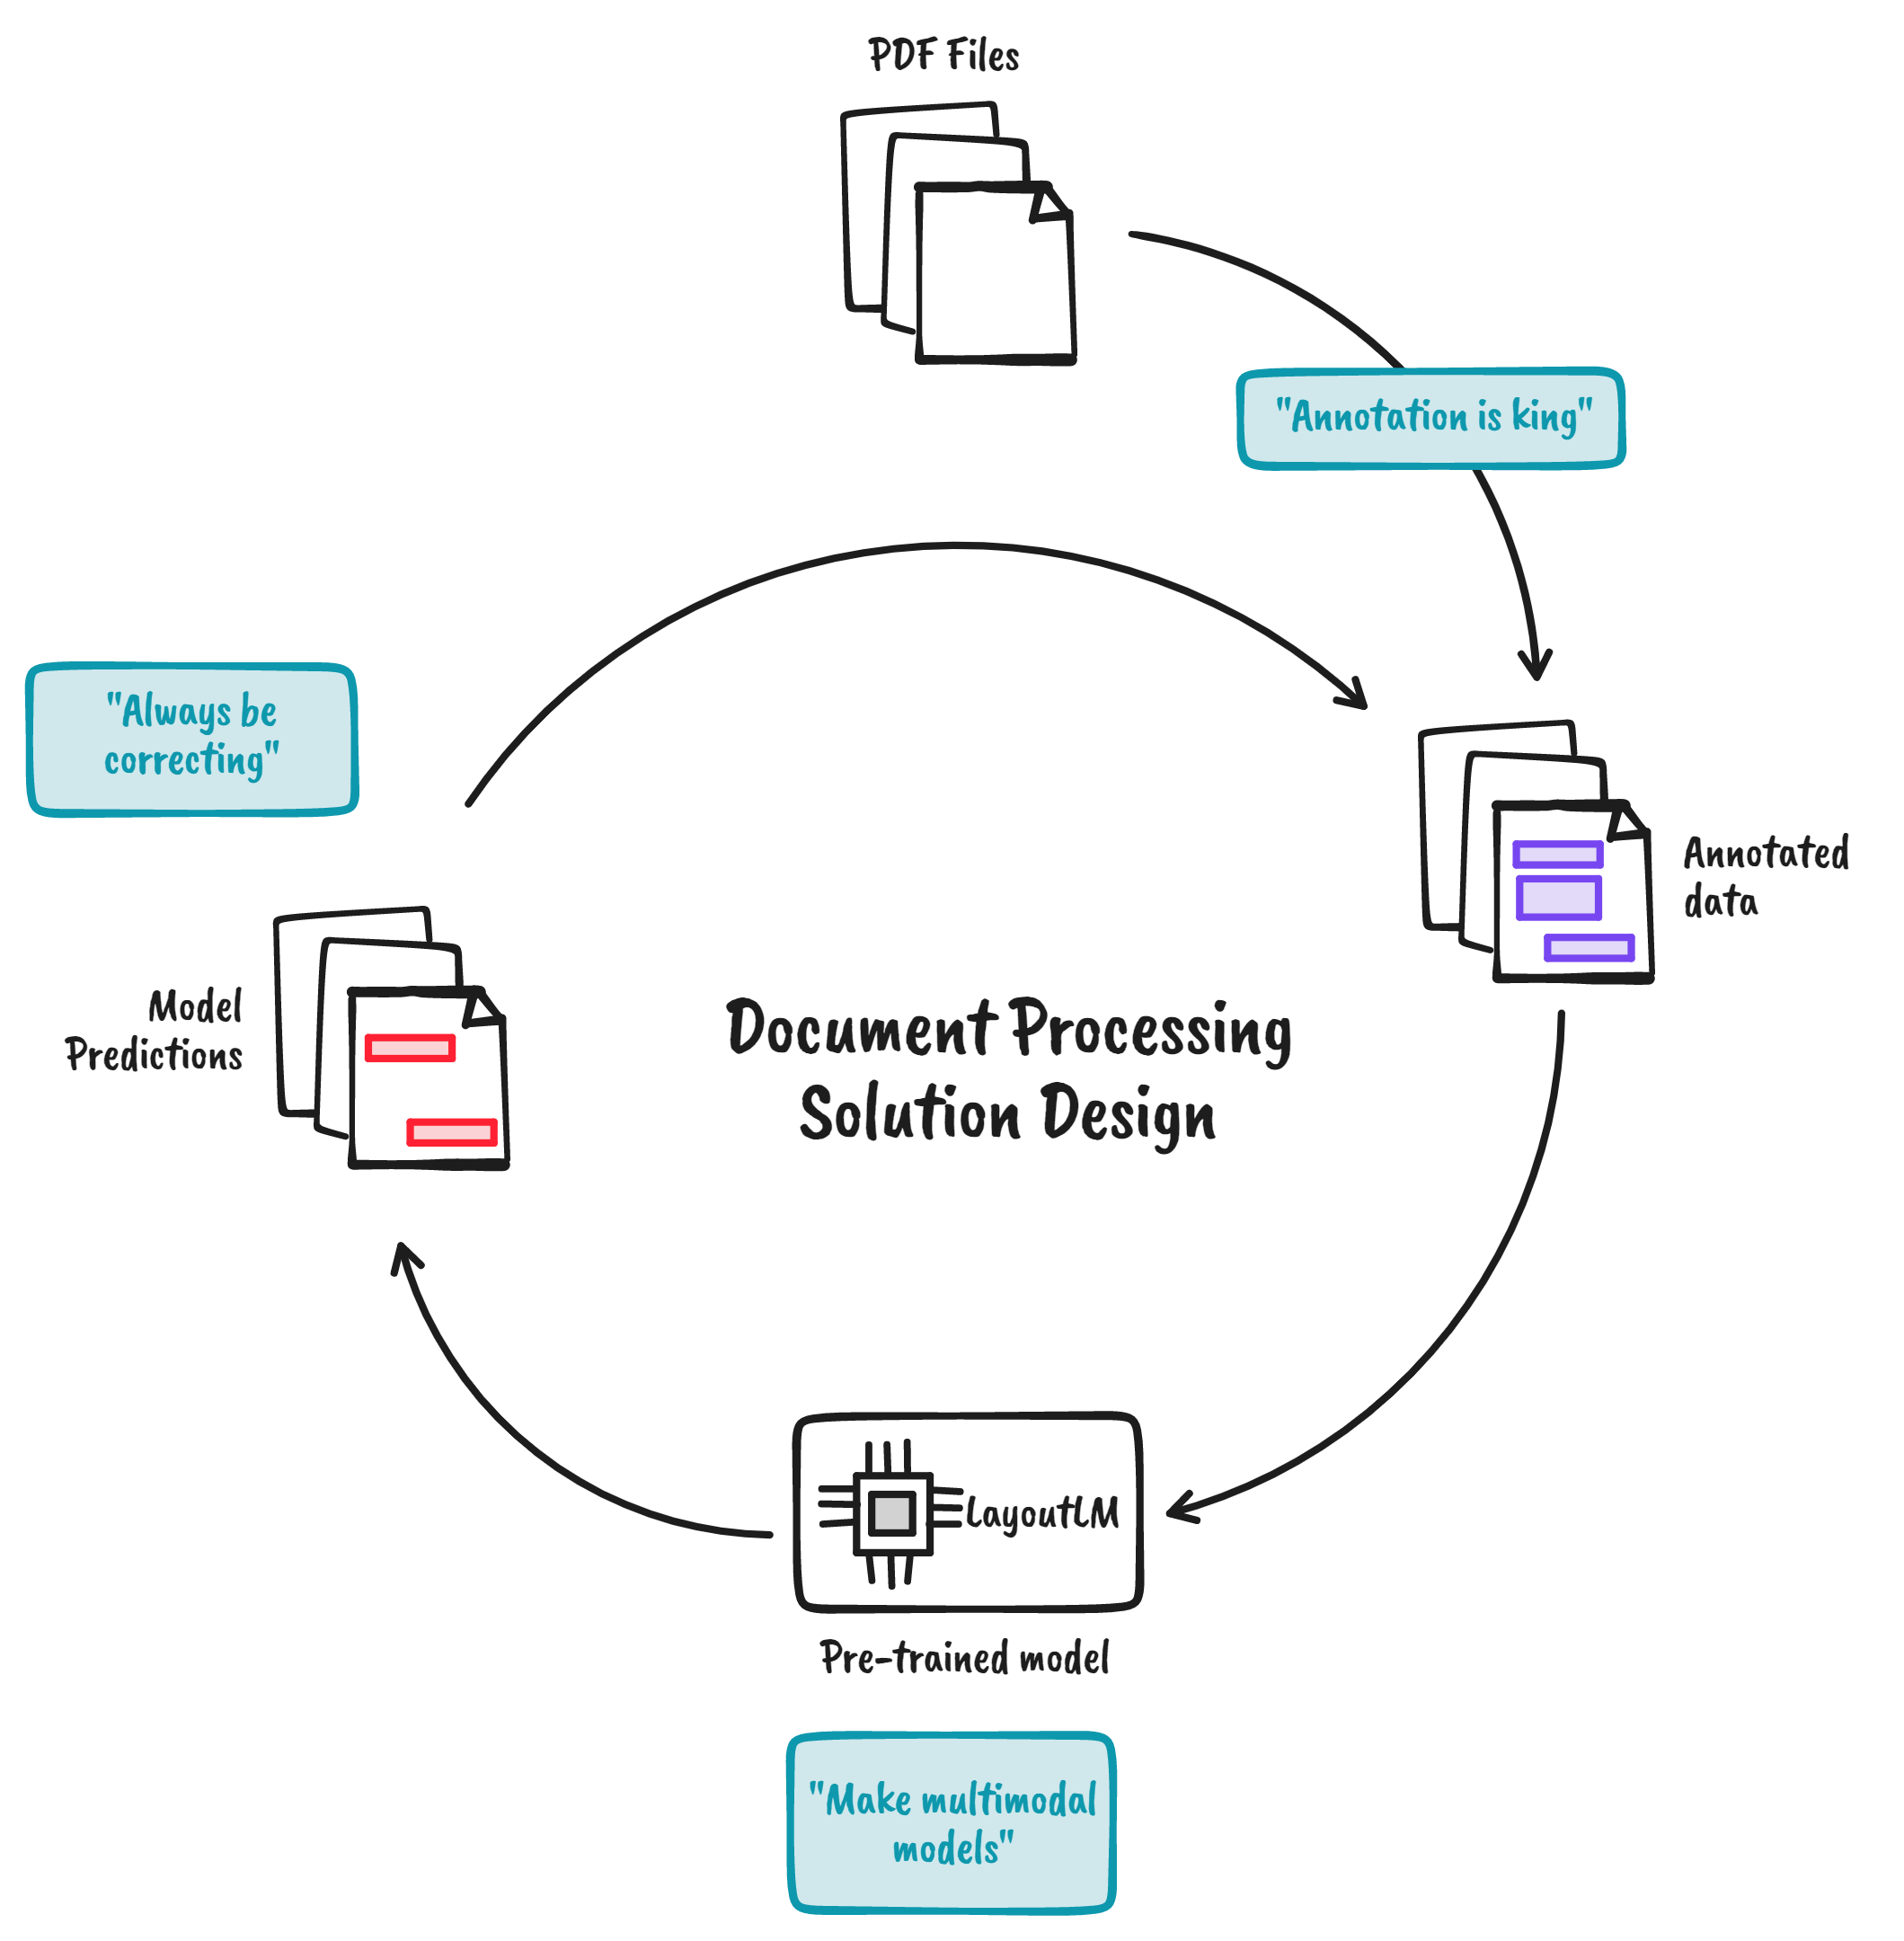 PDF Files
"Annotation is king"
"Always be
correcting"
Annotated
data
Model
Predictions
Document Processing
Solution Design
LayoutLM
Pre-trained model
"Make multimodal
models"